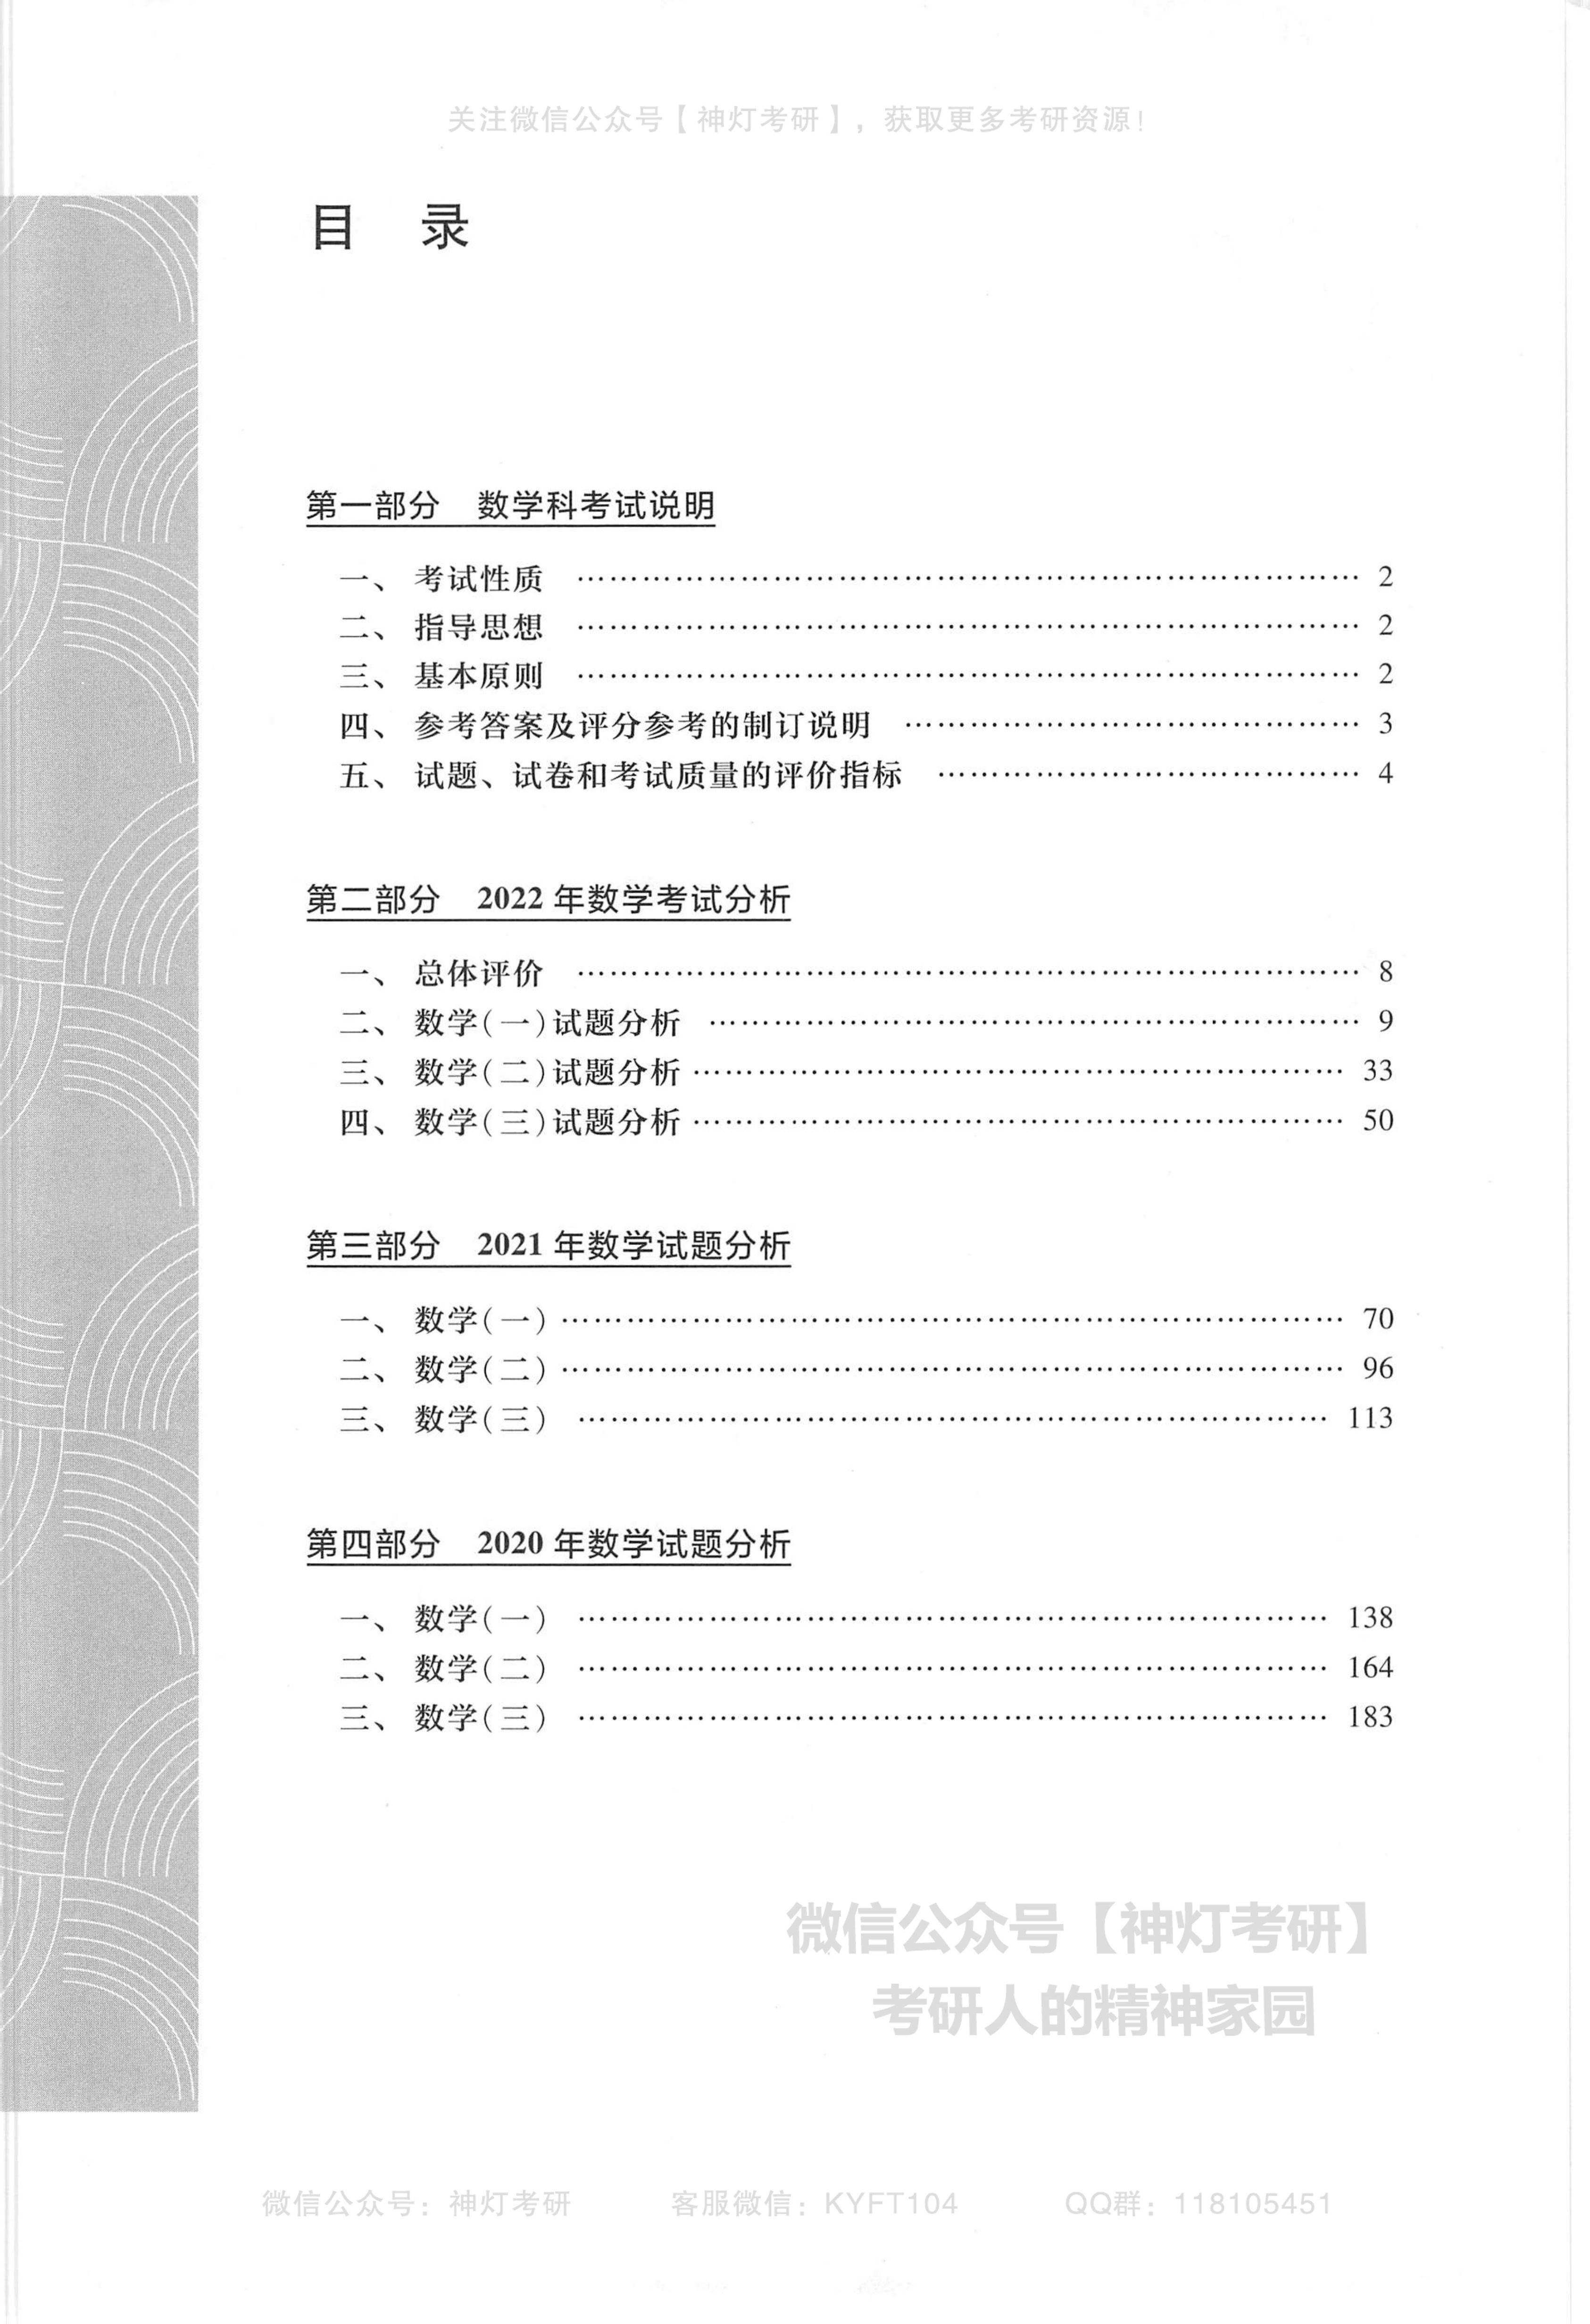 关注微信公众号【神灯考研】，获取更多考研资源！
目 录
第一部分 数学科考试说明
一、 考试性质 …………………………………………………………………… 2
二、 指导思想 …………………………………………………………………… 2
三、 基本原则 …………………………………………………………………… 2
四、 参考答案及评分参考的制订说明 ……………………………………… 3
五、 试题、试卷和考试质量的评价指标 …………………………………… 4
第二部分 2022 年数学考试分析
一、 总体评价 …………………………………………………………………… 8
二、 数学(一)试题分析 ………………………………………………………… 9
三、 数学(二)试题分析 ………………………………………………………… 33
四、 数学(三)试题分析 ………………………………………………………… 50
第三部分 2021 年数学试题分析
一、 数学(一) …………………………………………………………………… 70
二、 数学(二) …………………………………………………………………… 96
三、 数学(三) ………………………………………………………………… 113
第四部分 2020 年数学试题分析
一、 数学(一) ………………………………………………………………… 138
二、 数学(二) ………………………………………………………………… 164
三、 数学(三) ………………………………………………………………… 183
微信公众号【神灯考研】
考研人的精神家园
微信公众号：神灯考研 客服微信：KYFT104 QQ群：118105451